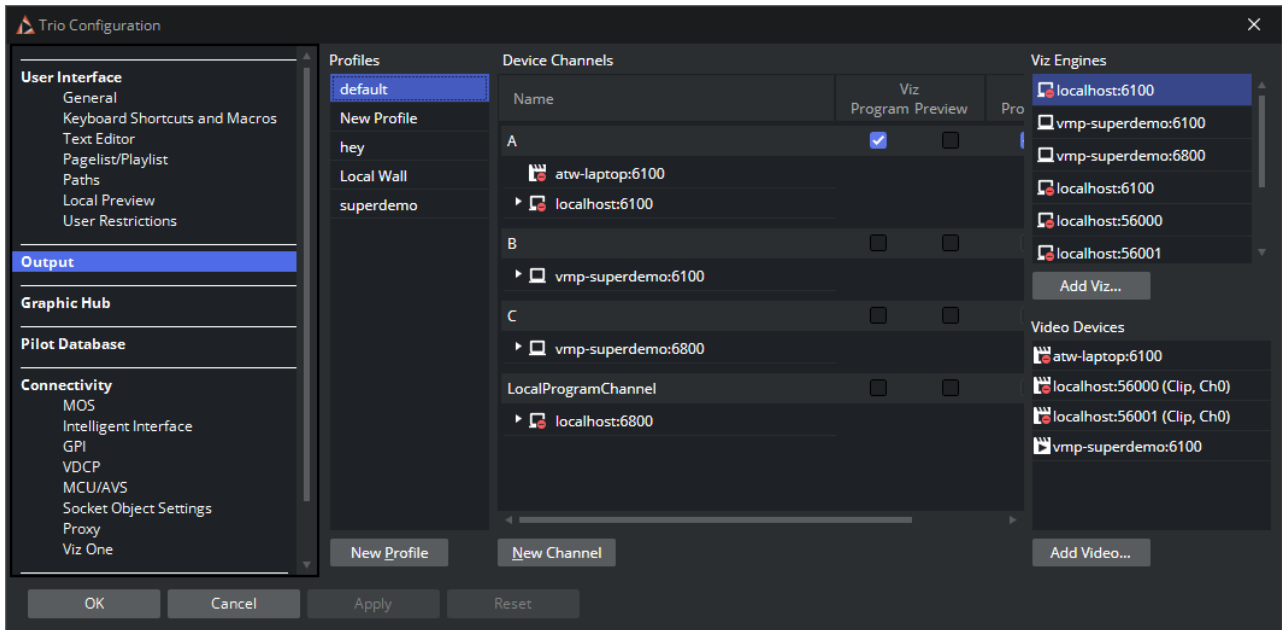 Trio Configuration
User Interface
General
Keyboard Shortcuts and Macros
Text Editor
Pagelist/Playlist
Paths
Local Preview
User Restrictions
Output
Graphic Hub
Pilot Database
Connectivity
MOS
Intelligent Interface
GPI
VDCP
MCU/AVS
Socket Object Settings
Proxy
Viz One
Profiles
default
New Profile
hey
Local Wall
superdemo
New Profile
Device Channels
Name
Viz
Program Preview
Pro
A
atw-laptop:6100
localhost:6100
B
vmp-superdemo:6100
C
vmp-superdemo:6800
LocalProgramChannel
localhost:6800
New Channel
Viz Engines
localhost:6100
vmp-superdemo:6100
vmp-superdemo:6800
localhost:6100
localhost:56000
localhost:56001
Add Viz...
Video Devices
atw-laptop:6100
localhost:56000 (Clip, Ch0)
localhost:56001 (Clip, Ch0)
vmp-superdemo:6100
Add Video...
OK
Cancel
Apply
Reset